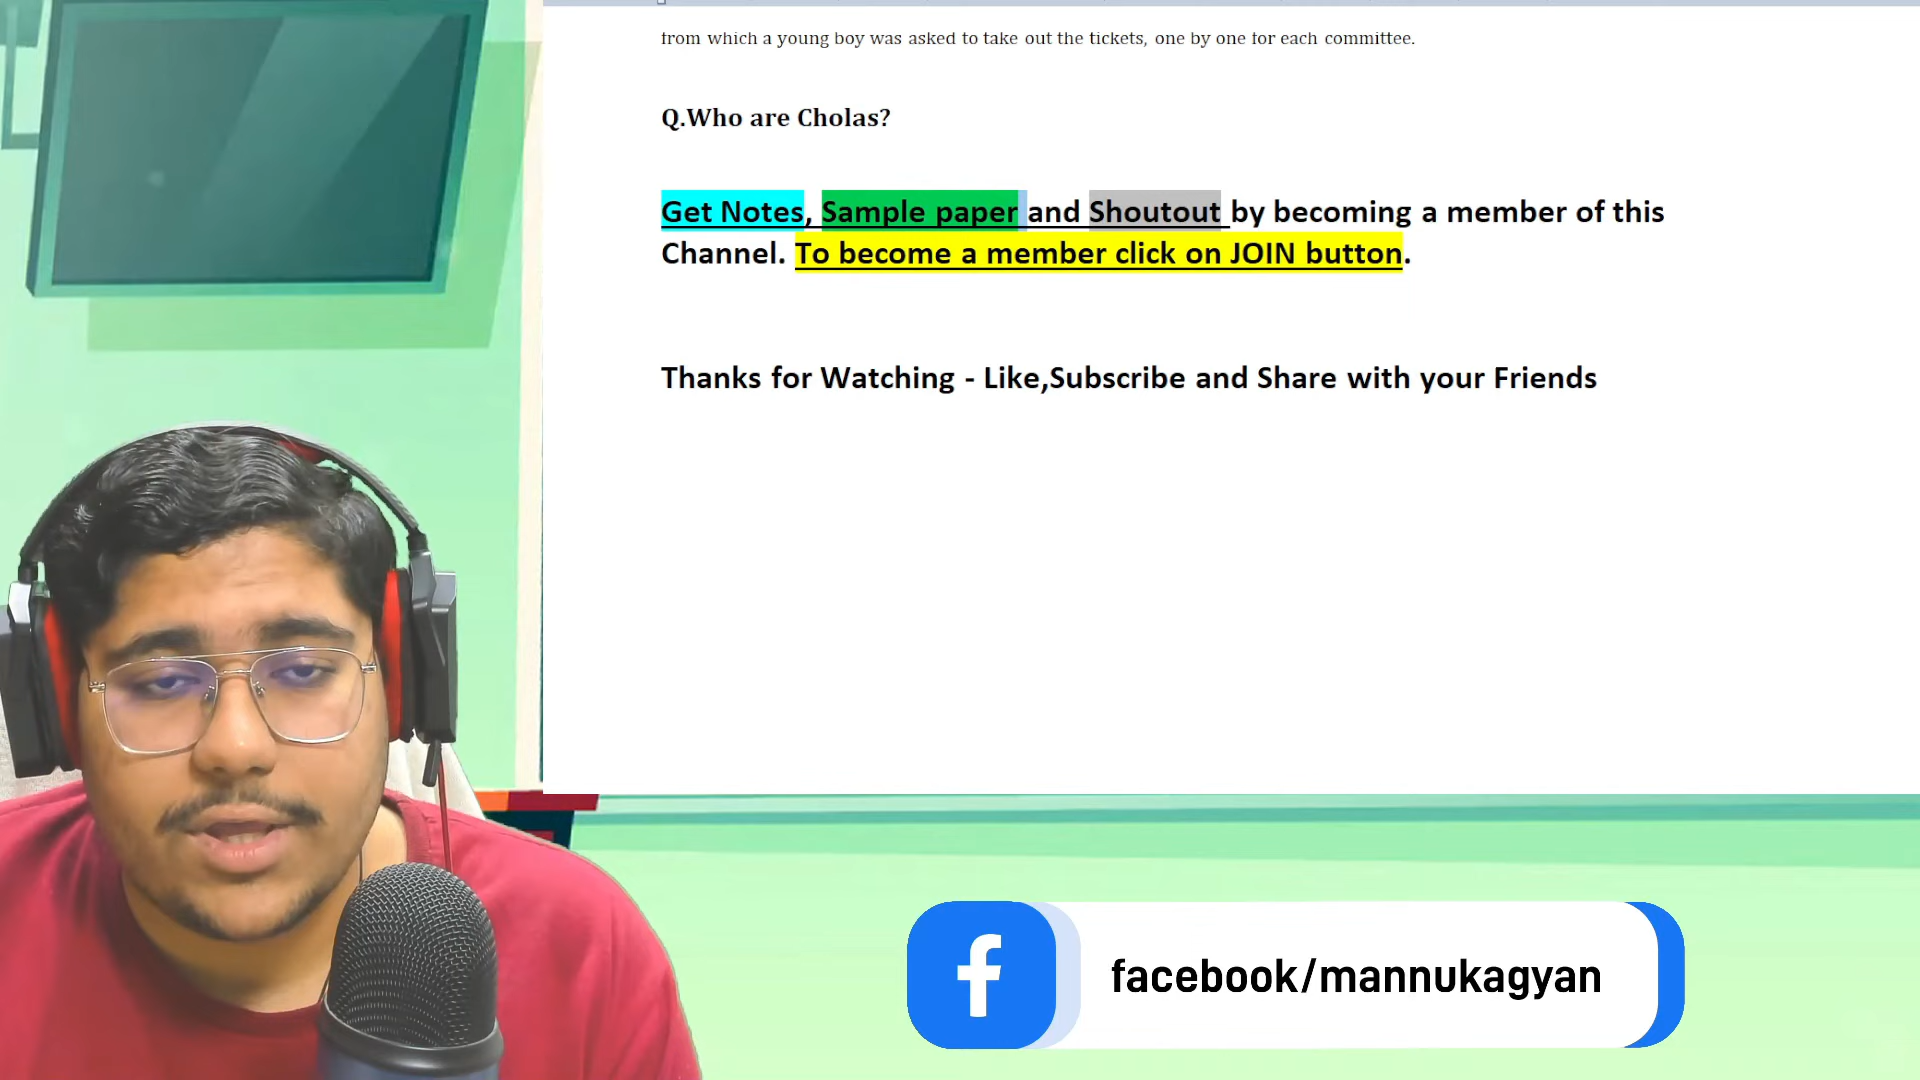 from which a young boy was asked to take out the tickets, one by one for each committee.
Q.Who are Cholas?
Get Notes, Sample paper and Shoutout by becoming a member of this
Channel. To become a member click on JOIN button.
Thanks for Watching - Like,Subscribe and Share with your Friends
facebook/mannukagyan